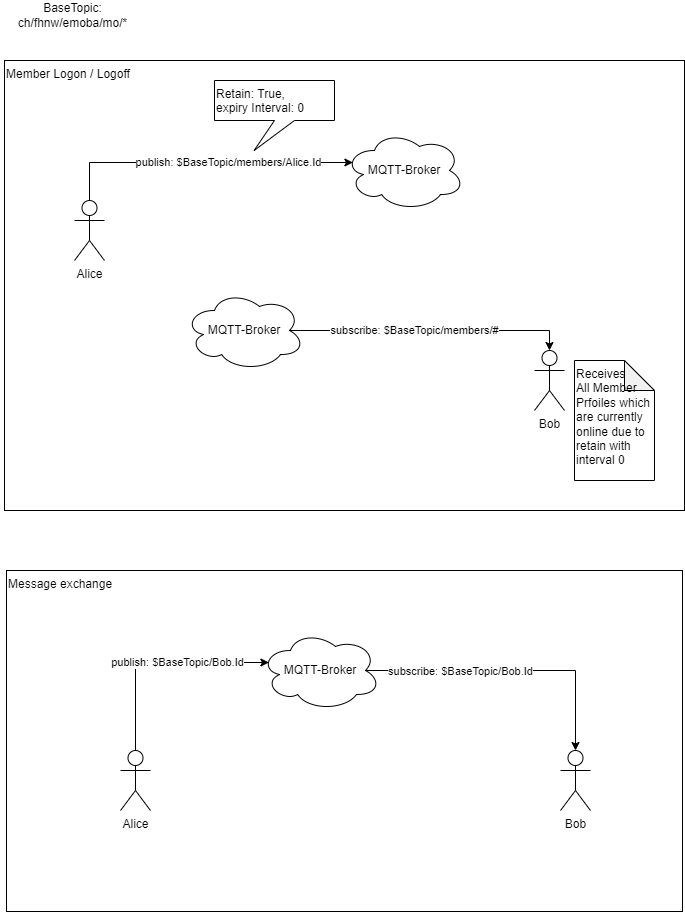 BaseTopic:
ch/fhnw/emoba/mo/*
Member Logon / Logoff
Retain: True,
expiry Interval: 0
publish: $BaseTopic/members/Alice.Id
MQTT-Broker
Alice
MQTT-Broker
subscribe: $BaseTopic/members/#
Bob
Receives
All Member
Prfoiles which
are currently
online due to
retain with
interval 0
Message exchange
publish: $BaseTopic/Bob.Id
MQTT-Broker
subscribe: $BaseTopic/Bob.Id
Alice
Bob